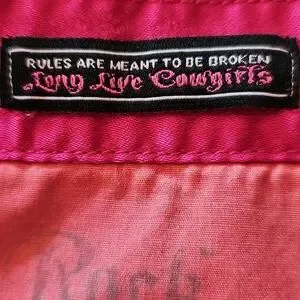 RULES ARE MEANT TO BE BROKEN
Long Live Cowgirls